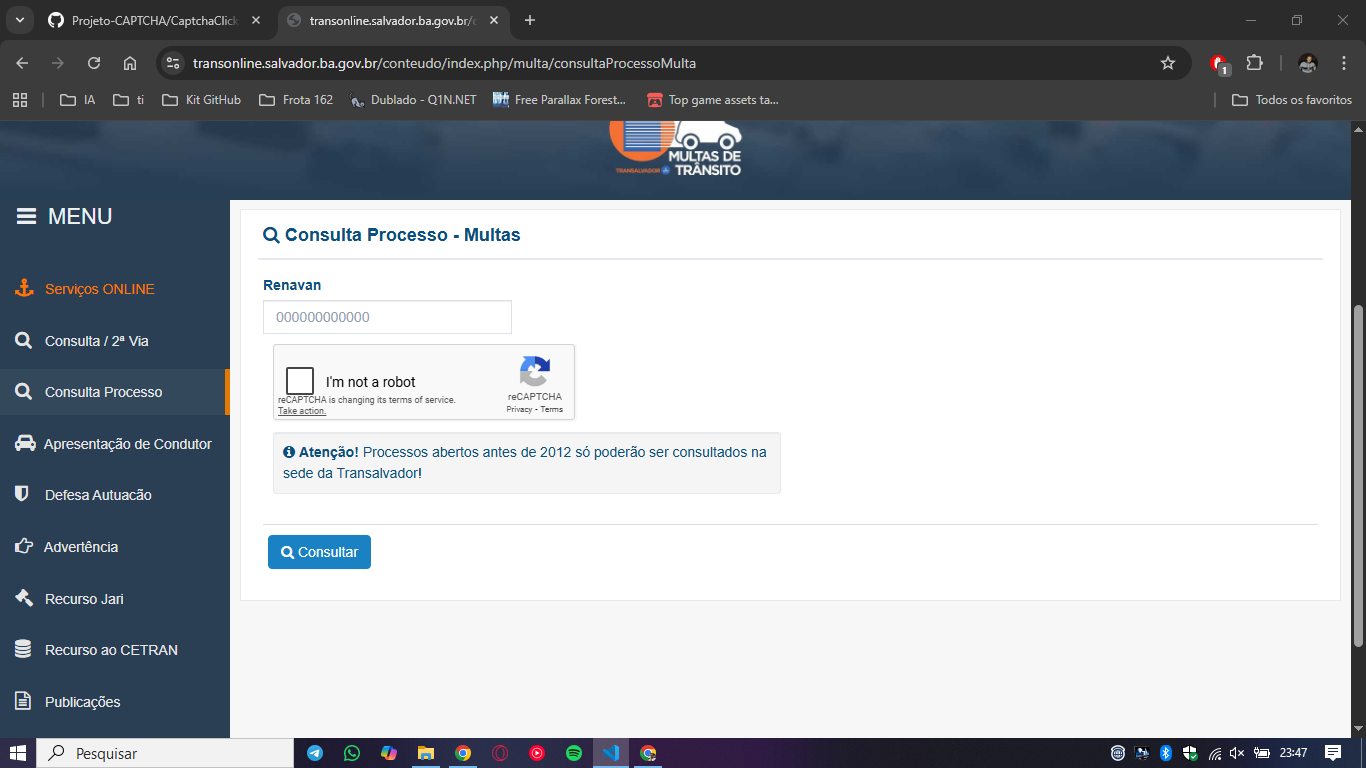 Projeto-CAPTCHA/CaptchaClick
transonline.salvador.ba.gov.br/c
transonline.salvador.ba.gov.br/conteudo/index.php/multa/consultaProcessoMulta
1
IA
ti
Kit GitHub
Frota 162
Dublado - Q1N.NET
Free Parallax Forest...
Top game assets ta...
Todos os favoritos
MULTAS DE
TRÂNSITO
TRANSALVADOR
MENU
Serviços ONLINE
Consulta / 2ª Via
Consulta Processo
Apresentação de Condutor
Defesa Autuacão
Advertência
Recurso Jari
Recurso ao CETRAN
Publicações
Consulta Processo - Multas
Renavan
000000000000
I'm not a robot
reCAPTCHA is changing its terms of service.
Take action.
reCAPTCHA
Privacy - Terms
Atenção! Processos abertos antes de 2012 só poderão ser consultados na
sede da Transalvador!
Consultar
Pesquisar
23:47